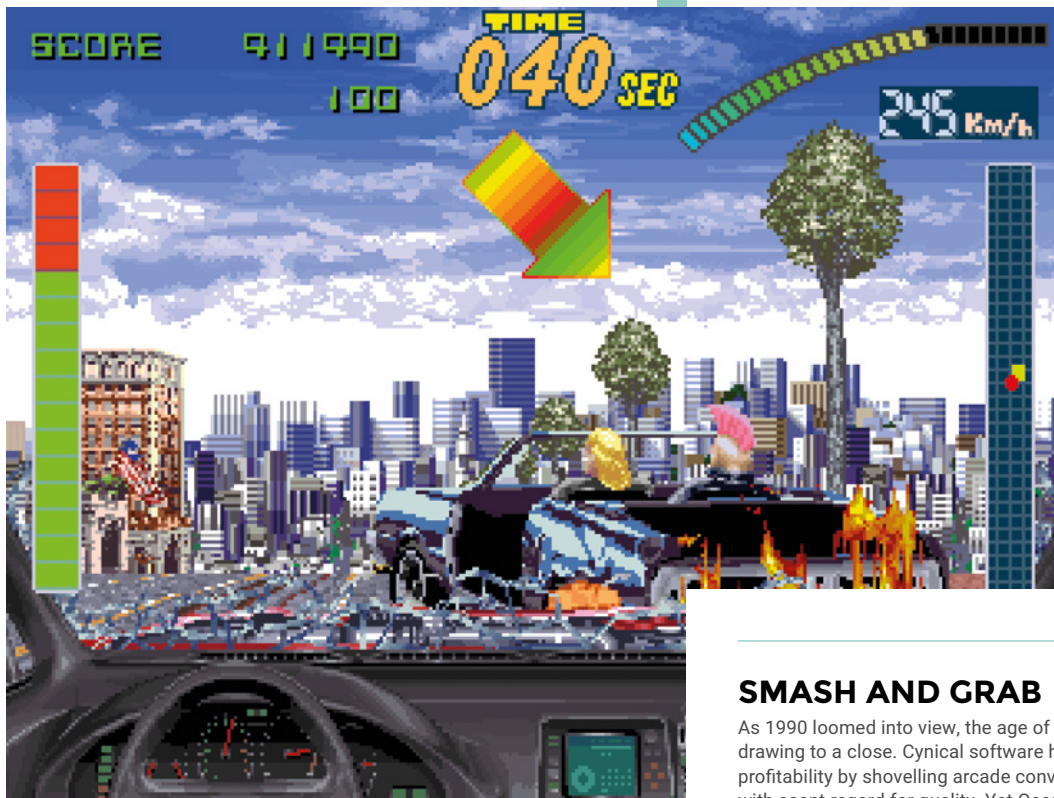 TIME
SCORE 911990
040 SEC
100
245 Km/h
SMASH AND GRAB
As 1990 loomed into view, the age of
drawing to a close. Cynical software h
profitability by shovelling arcade conv